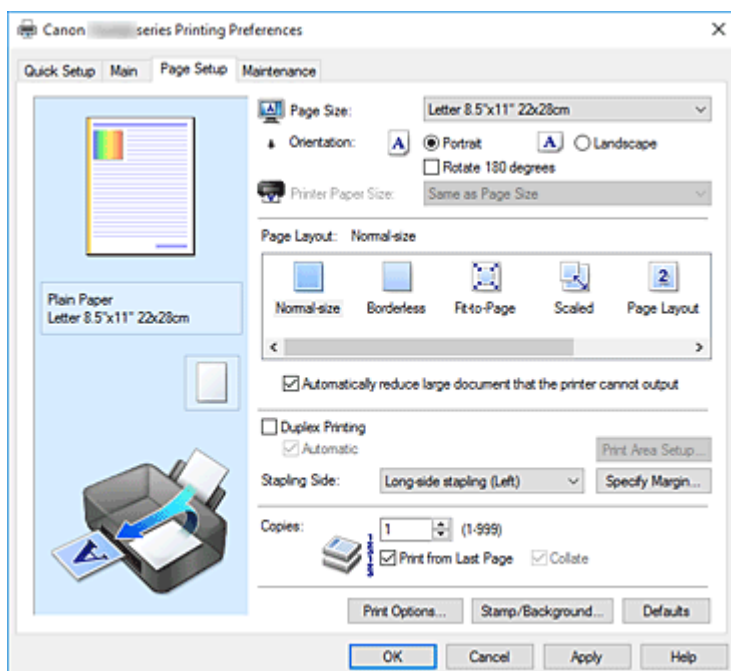 Canon series Printing Preferences
Quick Setup Main Page Setup Maintenance
Page Size: Letter 8.5"x11" 22x28cm
Orientation: A Portrait A Landscape
Rotate 180 degrees
Printer Paper Size: Same as Page Size
Page Layout: Normal-size
Normal-size Borderless Fit-to-Page Scaled Page Layout
Plain Paper
Letter 8.5"x11" 22x28cm
Automatically reduce large document that the printer cannot output
Duplex Printing
Automatic Print Area Setup...
Stapling Side: Long-side stapling (Left) Specify Margin...
Copies: 1 (1-999)
Print from Last Page Collate
Print Options... Stamp/Background... Defaults
OK Cancel Apply Help